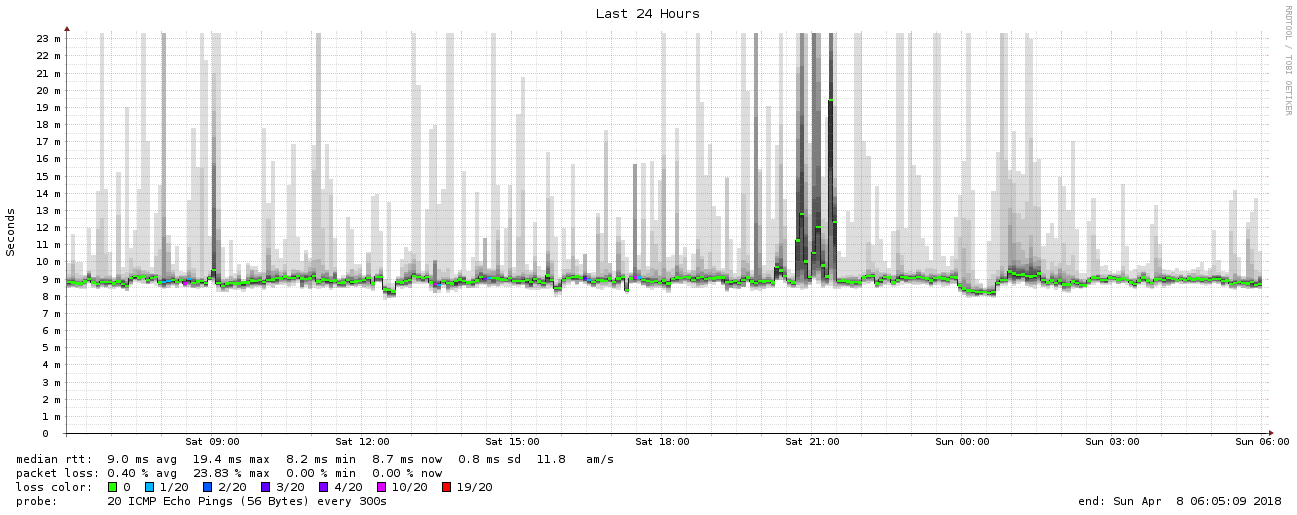 Last 24 Hours
RRDTOOL / TOBI OETIKER
Seconds
23 m
22 m
21 m
20 m
19 m
18 m
17 m
16 m
15 m
14 m
13 m
12 m
11 m
10 m
9 m
8 m
7 m
6 m
5 m
4 m
3 m
2 m
1 m
0
Sat 09:00 Sat 12:00 Sat 15:00 Sat 18:00 Sat 21:00 Sun 00:00 Sun 03:00 Sun 06:00
median rtt: 9.0 ms avg 19.4 ms max 8.2 ms min 8.7 ms now 0.8 ms sd 11.8 am/s
packet loss: 0.40 % avg 23.83 % max 0.00 % min 0.00 % now
loss color: 0 1/20 2/20 3/20 4/20 10/20 19/20
probe: 20 ICMP Echo Pings (56 Bytes) every 300s end: Sun Apr 8 06:05:09 2018